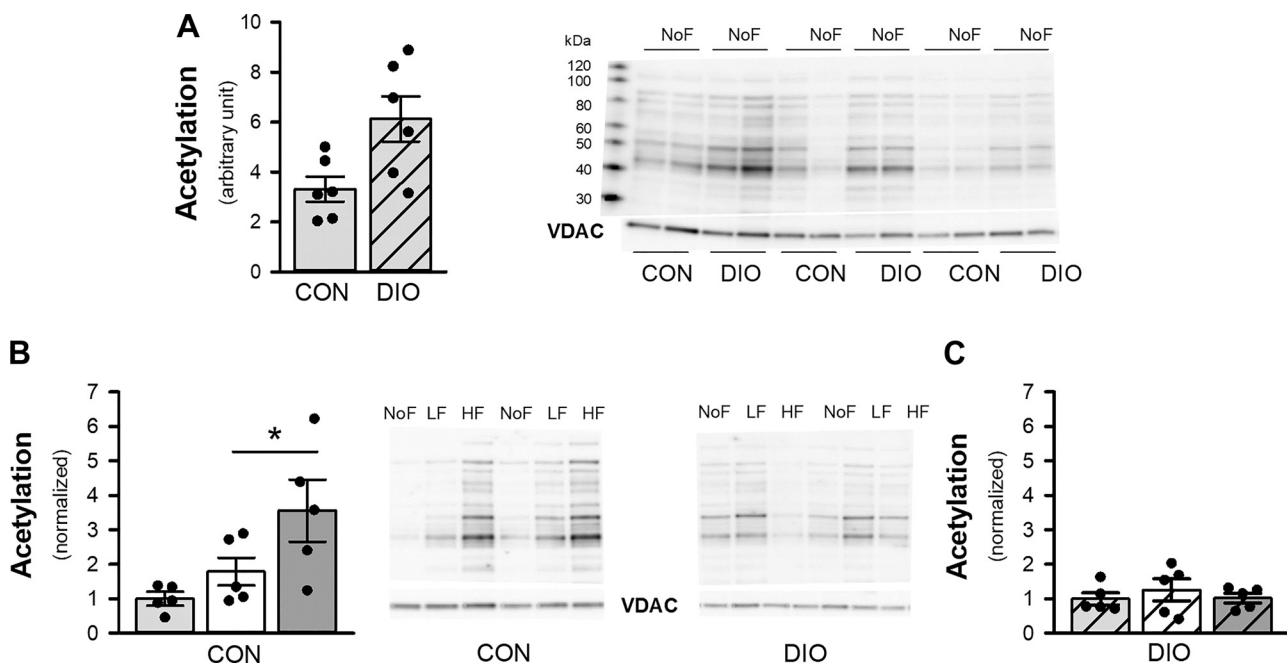 A
Acetylation
(arbitrary unit)
10
8
6
4
2
0
CON DIO
kDa
120
100
80
60
50
40
30
NoF NoF NoF NoF NoF NoF
VDAC
CON DIO CON DIO CON DIO
B
Acetylation
(normalized)
7
6
5
4
3
2
1
0
*
CON
NoF LF HF NoF LF HF
CON
VDAC
NoF LF HF NoF LF HF
DIO
C
Acetylation
(normalized)
7
6
5
4
3
2
1
0
DIO